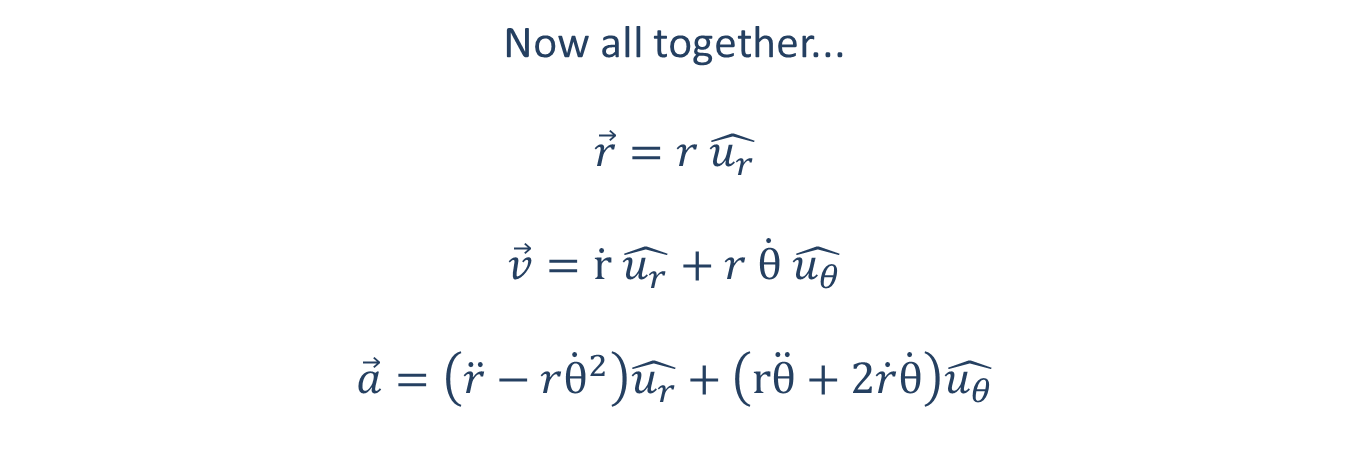 Now all together...
r⃗ = r û_r
v⃗ = ṙ û_r + r θ̇ û_θ
a⃗ = (r̈ − rθ̇²)û_r + (rθ̈ + 2ṙθ̇)û_θ